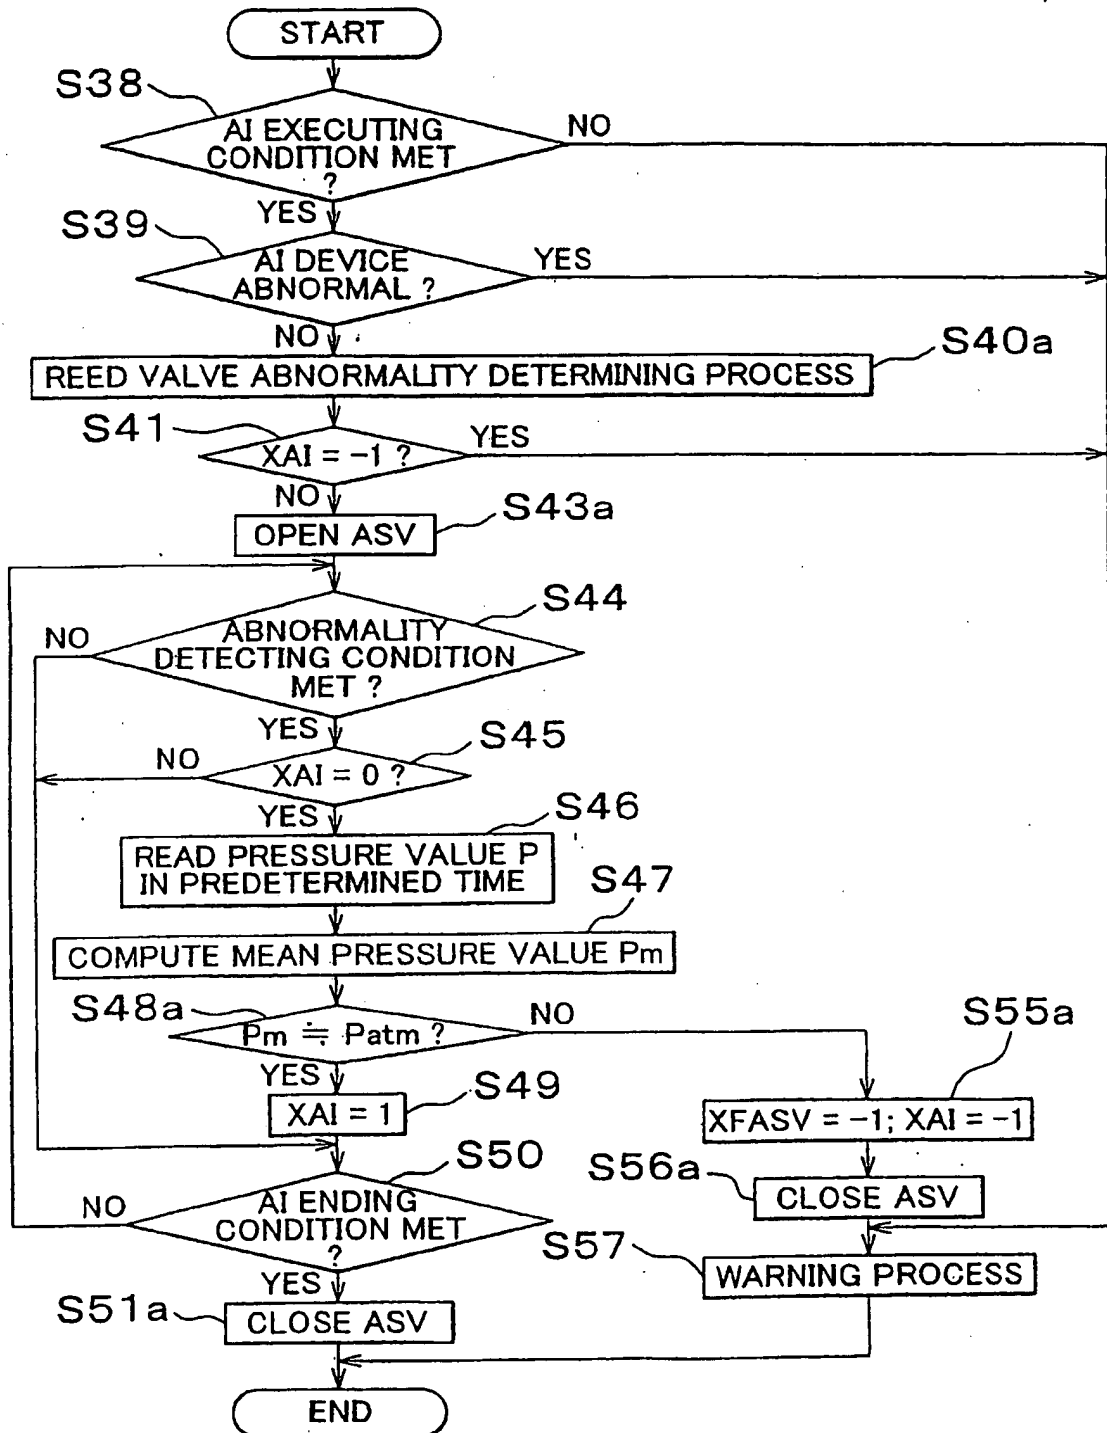 START
S38
AI EXECUTING
CONDITION MET
?
NO
YES
S39
AI DEVICE
ABNORMAL ?
YES
NO
S40a
REED VALVE ABNORMALITY DETERMINING PROCESS
S41
XAI = −1 ?
YES
NO
S43a
OPEN ASV
S44
ABNORMALITY
DETECTING CONDITION
MET ?
NO
YES
S45
XAI = 0 ?
NO
YES
S46
READ PRESSURE VALUE P
IN PREDETERMINED TIME
S47
COMPUTE MEAN PRESSURE VALUE Pm
S48a
Pm ≒ Patm ?
NO
YES
S49
XAI = 1
S55a
XFASV = −1; XAI = −1
S50
AI ENDING
CONDITION MET
?
NO
YES
S56a
CLOSE ASV
S57
WARNING PROCESS
S51a
CLOSE ASV
END